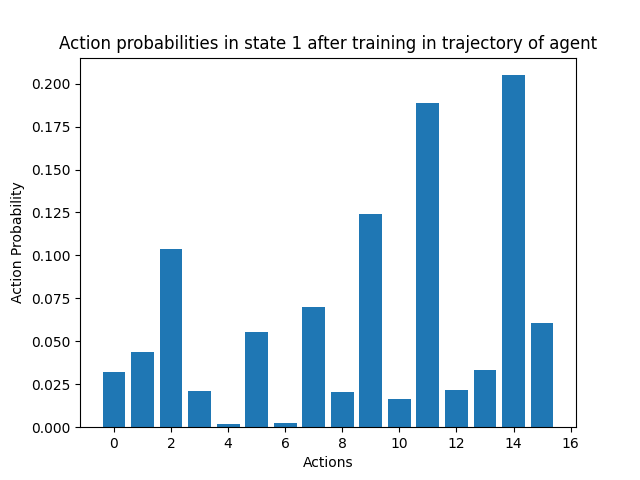 Action probabilities in state 1 after training in trajectory of agent
0.200
0.175
0.150
0.125
0.100
0.075
0.050
0.025
0.000
Action Probability
0 2 4 6 8 10 12 14 16
Actions